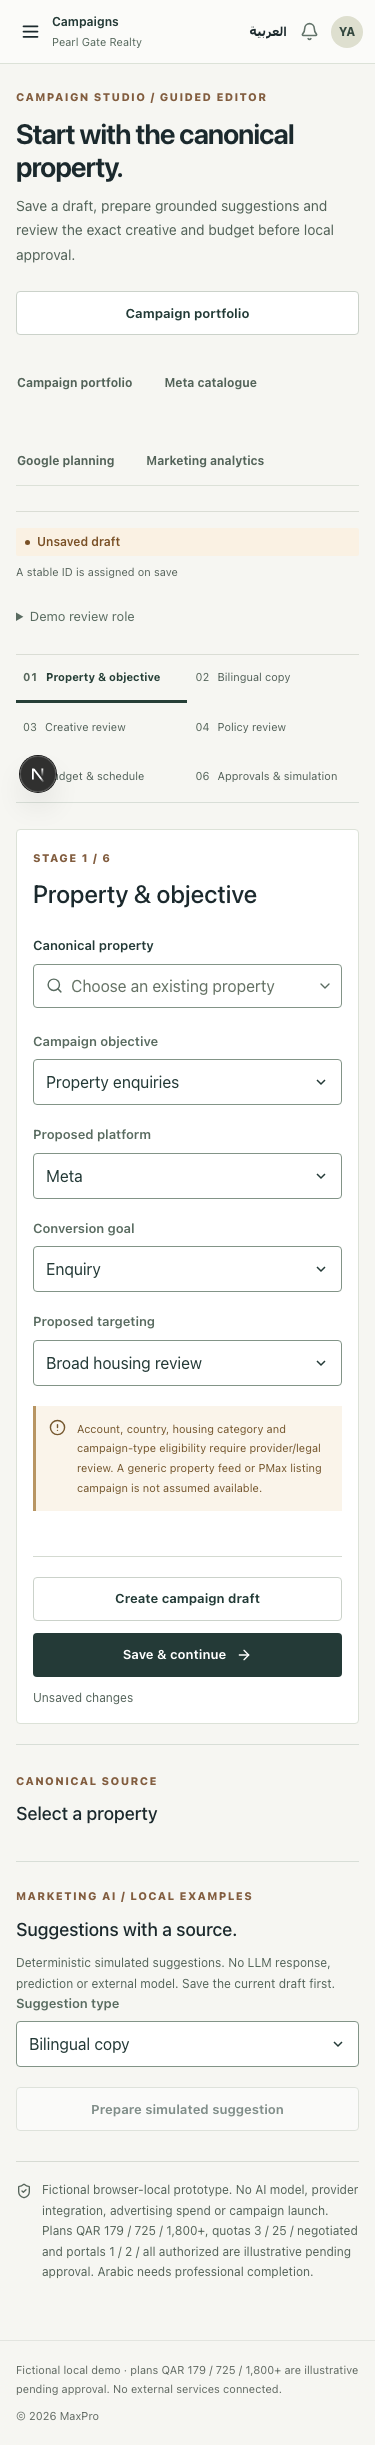 Campaigns
Pearl Gate Realty
العربية
YA
CAMPAIGN STUDIO / GUIDED EDITOR
Start with the canonical
property.
Save a draft, prepare grounded suggestions and
review the exact creative and budget before local
approval.
Campaign portfolio
Campaign portfolio Meta catalogue
Google planning Marketing analytics
Unsaved draft
A stable ID is assigned on save
Demo review role
01 Property & objective
02 Bilingual copy
03 Creative review
04 Policy review
N
& schedule
06 Approvals & simulation
STAGE 1 / 6
Property & objective
Canonical property
Choose an existing property
Campaign objective
Property enquiries
Proposed platform
Meta
Conversion goal
Enquiry
Proposed targeting
Broad housing review
Account, country, housing category and
campaign-type eligibility require provider/legal
review. A generic property feed or PMax listing
campaign is not assumed available.
Create campaign draft
Save & continue
Unsaved changes
CANONICAL SOURCE
Select a property
MARKETING AI / LOCAL EXAMPLES
Suggestions with a source.
Deterministic simulated suggestions. No LLM response,
prediction or external model. Save the current draft first.
Suggestion type
Bilingual copy
Prepare simulated suggestion
Fictional browser-local prototype. No AI model, provider
integration, advertising spend or campaign launch.
Plans QAR 179 / 725 / 1,800+, quotas 3 / 25 / negotiated
and portals 1 / 2 / all authorized are illustrative pending
approval. Arabic needs professional completion.
Fictional local demo · plans QAR 179 / 725 / 1,800+ are illustrative
pending approval. No external services connected.
© 2026 MaxPro